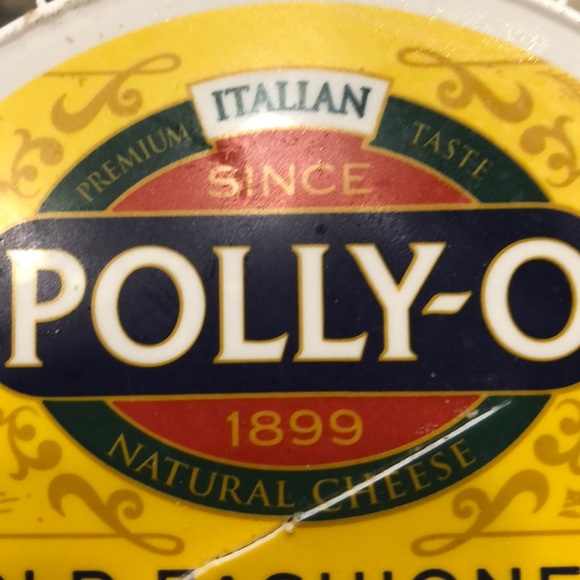 ITALIAN
PREMIUM TASTE
SINCE
POLLY-O
1899
NATURAL CHEESE